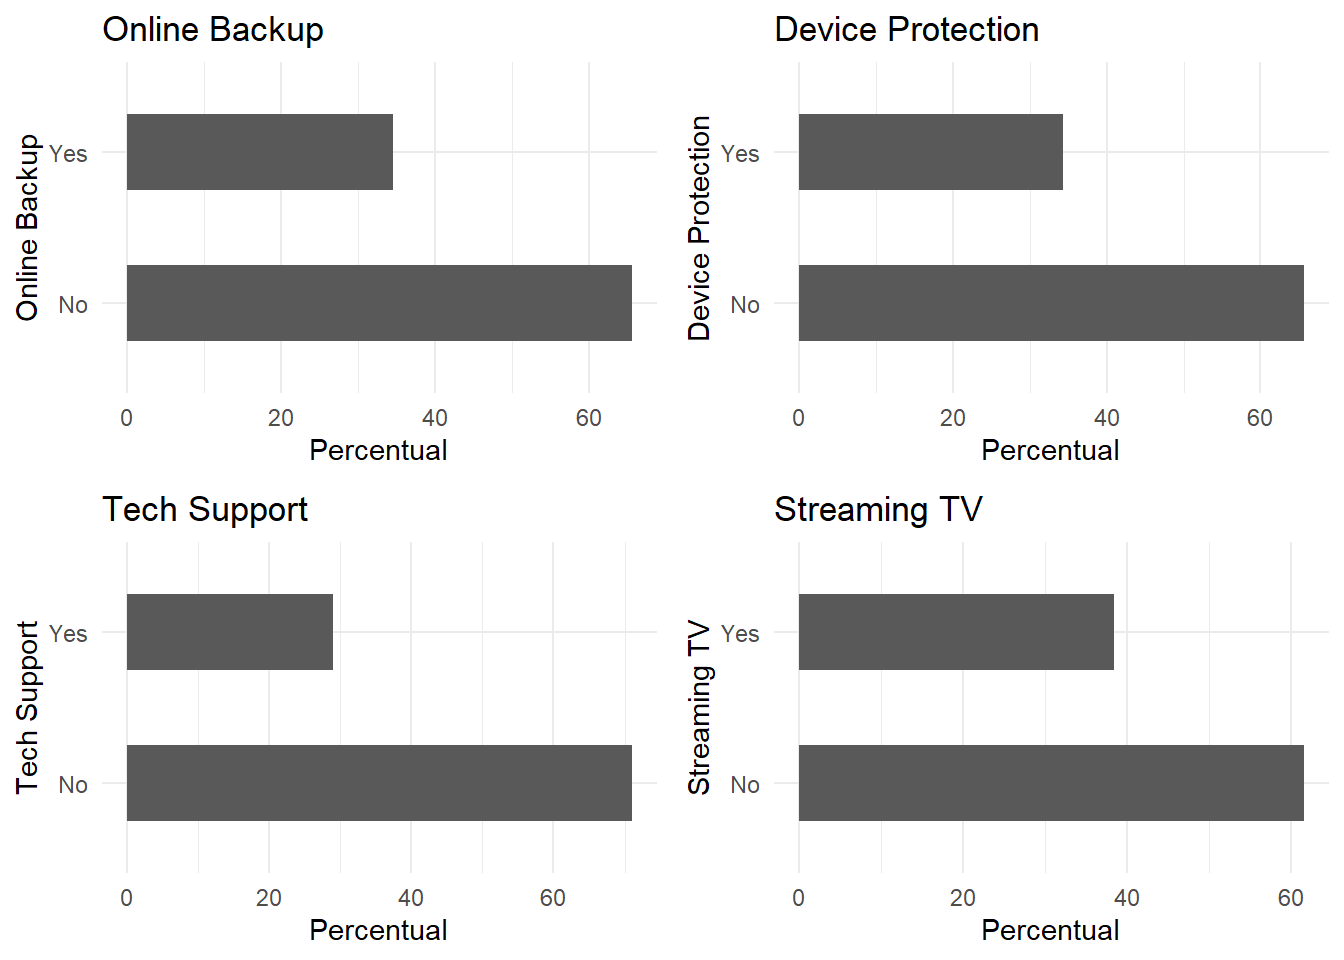 Online Backup
Online Backup
Yes
No
0 20 40 60
Percentual
Device Protection
Device Protection
Yes
No
0 20 40 60
Percentual
Tech Support
Tech Support
Yes
No
0 20 40 60
Percentual
Streaming TV
Streaming TV
Yes
No
0 20 40 60
Percentual